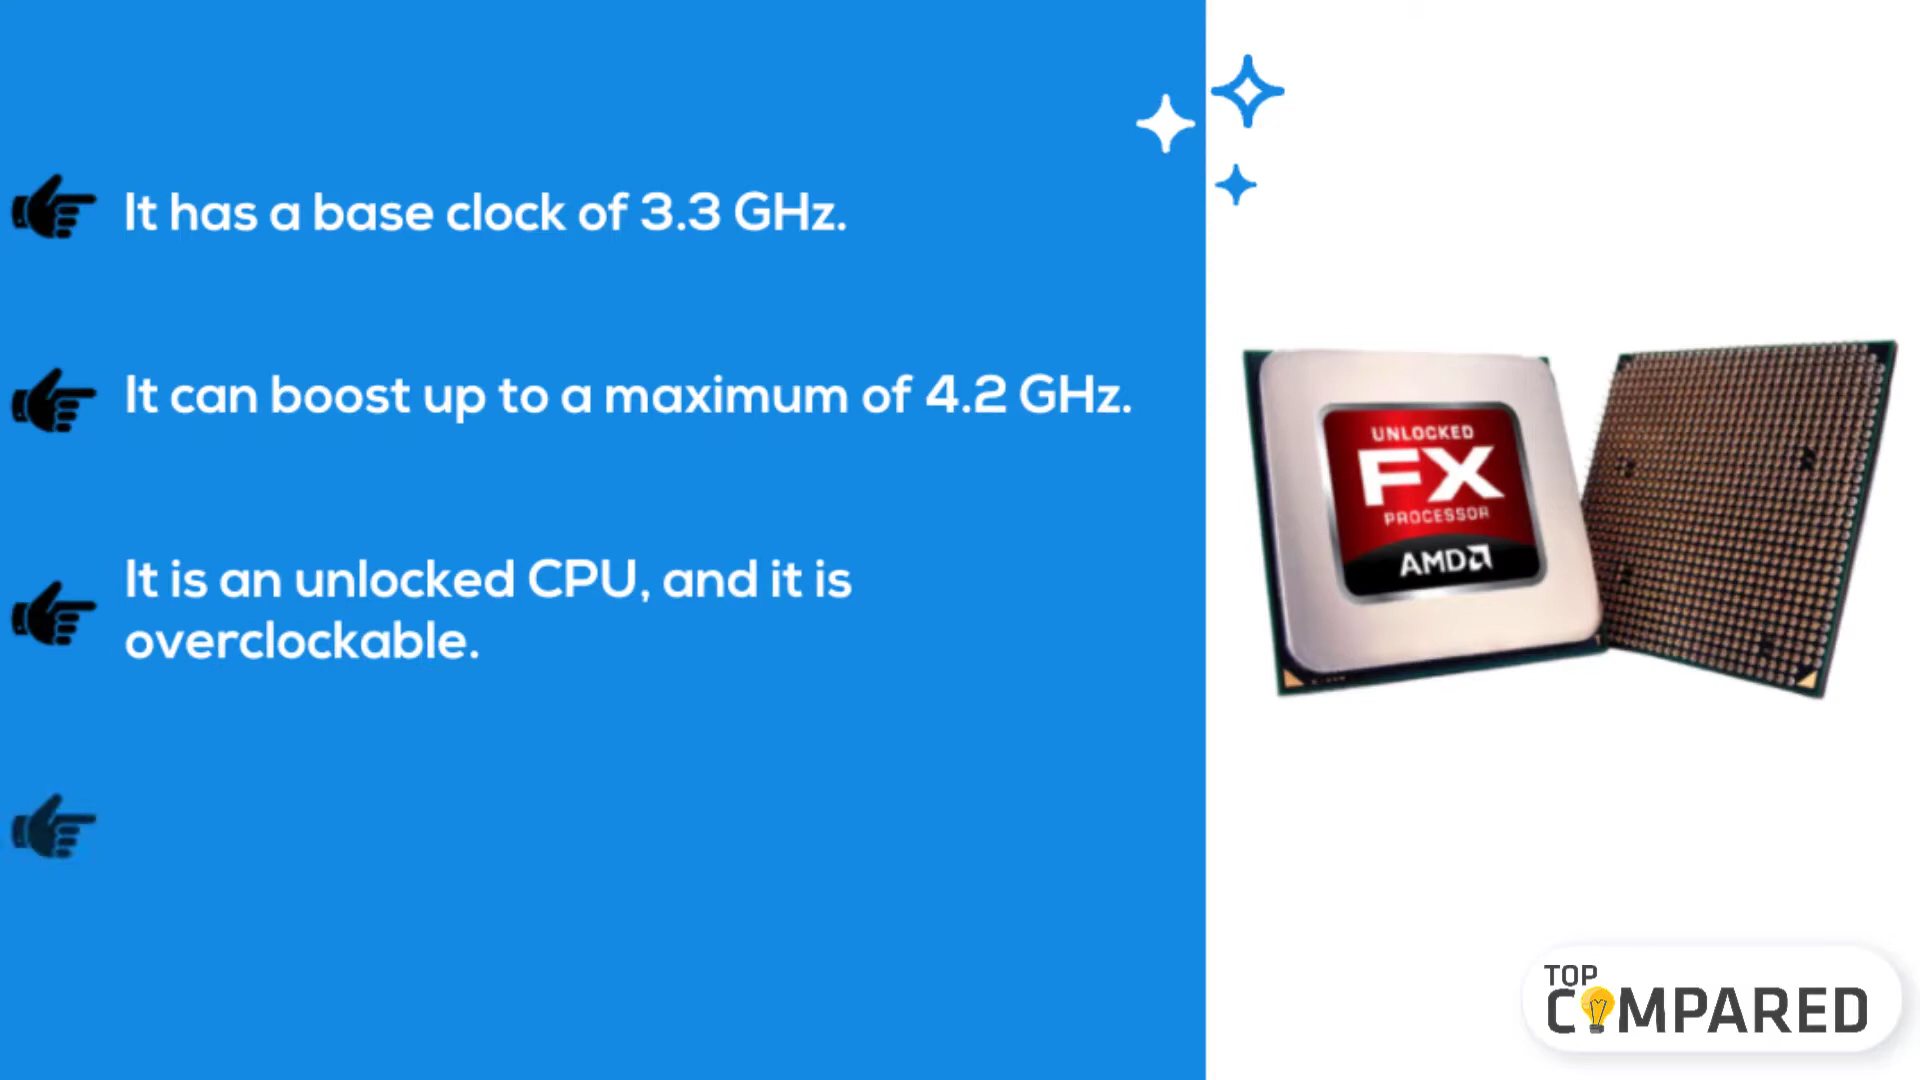 It has a base clock of 3.3 GHz.
It can boost up to a maximum of 4.2 GHz.
It is an unlocked CPU, and it is
overclockable.
UNLOCKED
FX
PROCESSOR
AMD
TOP
COMPARED